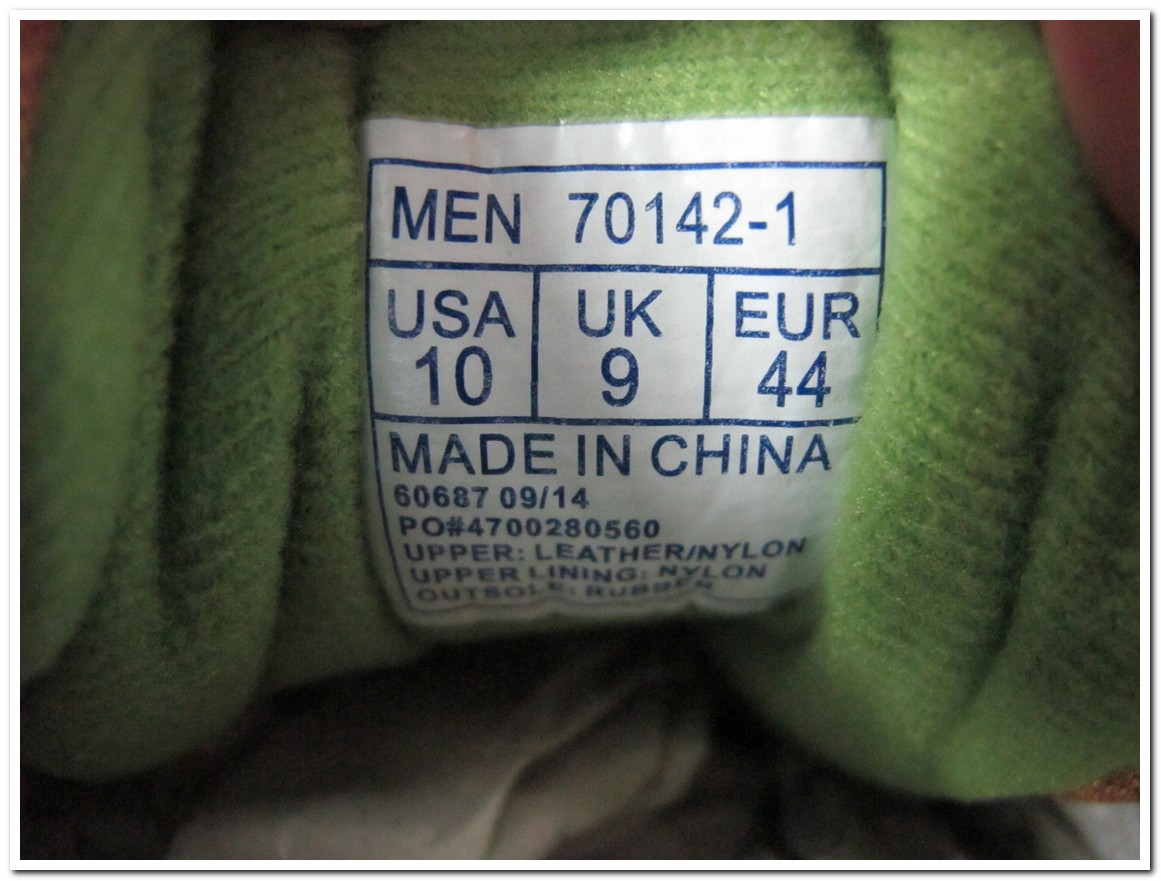 MEN 70142-1
USA UK EUR
10 9 44
MADE IN CHINA
60687 09/14
PO#4700280560
UPPER: LEATHER/NYLON
UPPER LINING: NYLON
OUTSOLE: RUBBER